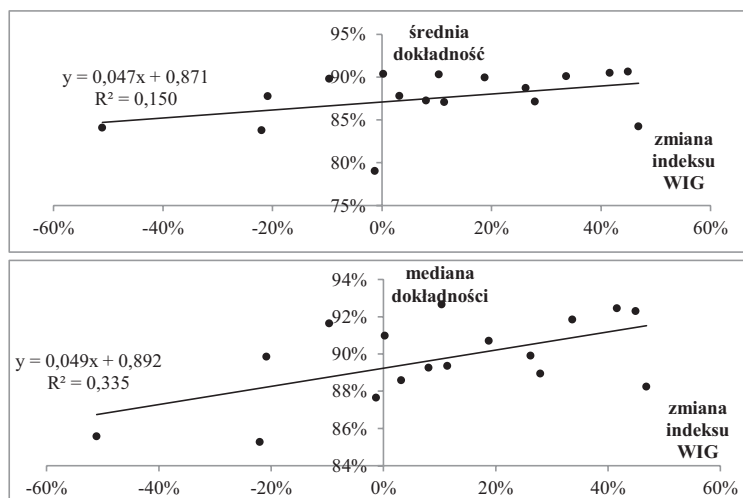 95%
średnia
dokładność
90%
y = 0,047x + 0,871
R² = 0,150
85%
zmiana
indeksu
WIG
80%
75%
-60% -40% -20% 0% 20% 40% 60%
94%
mediana
dokładności
92%
y = 0,049x + 0,892
R² = 0,335
90%
88%
zmiana
indeksu
WIG
86%
84%
-60% -40% -20% 0% 20% 40% 60%